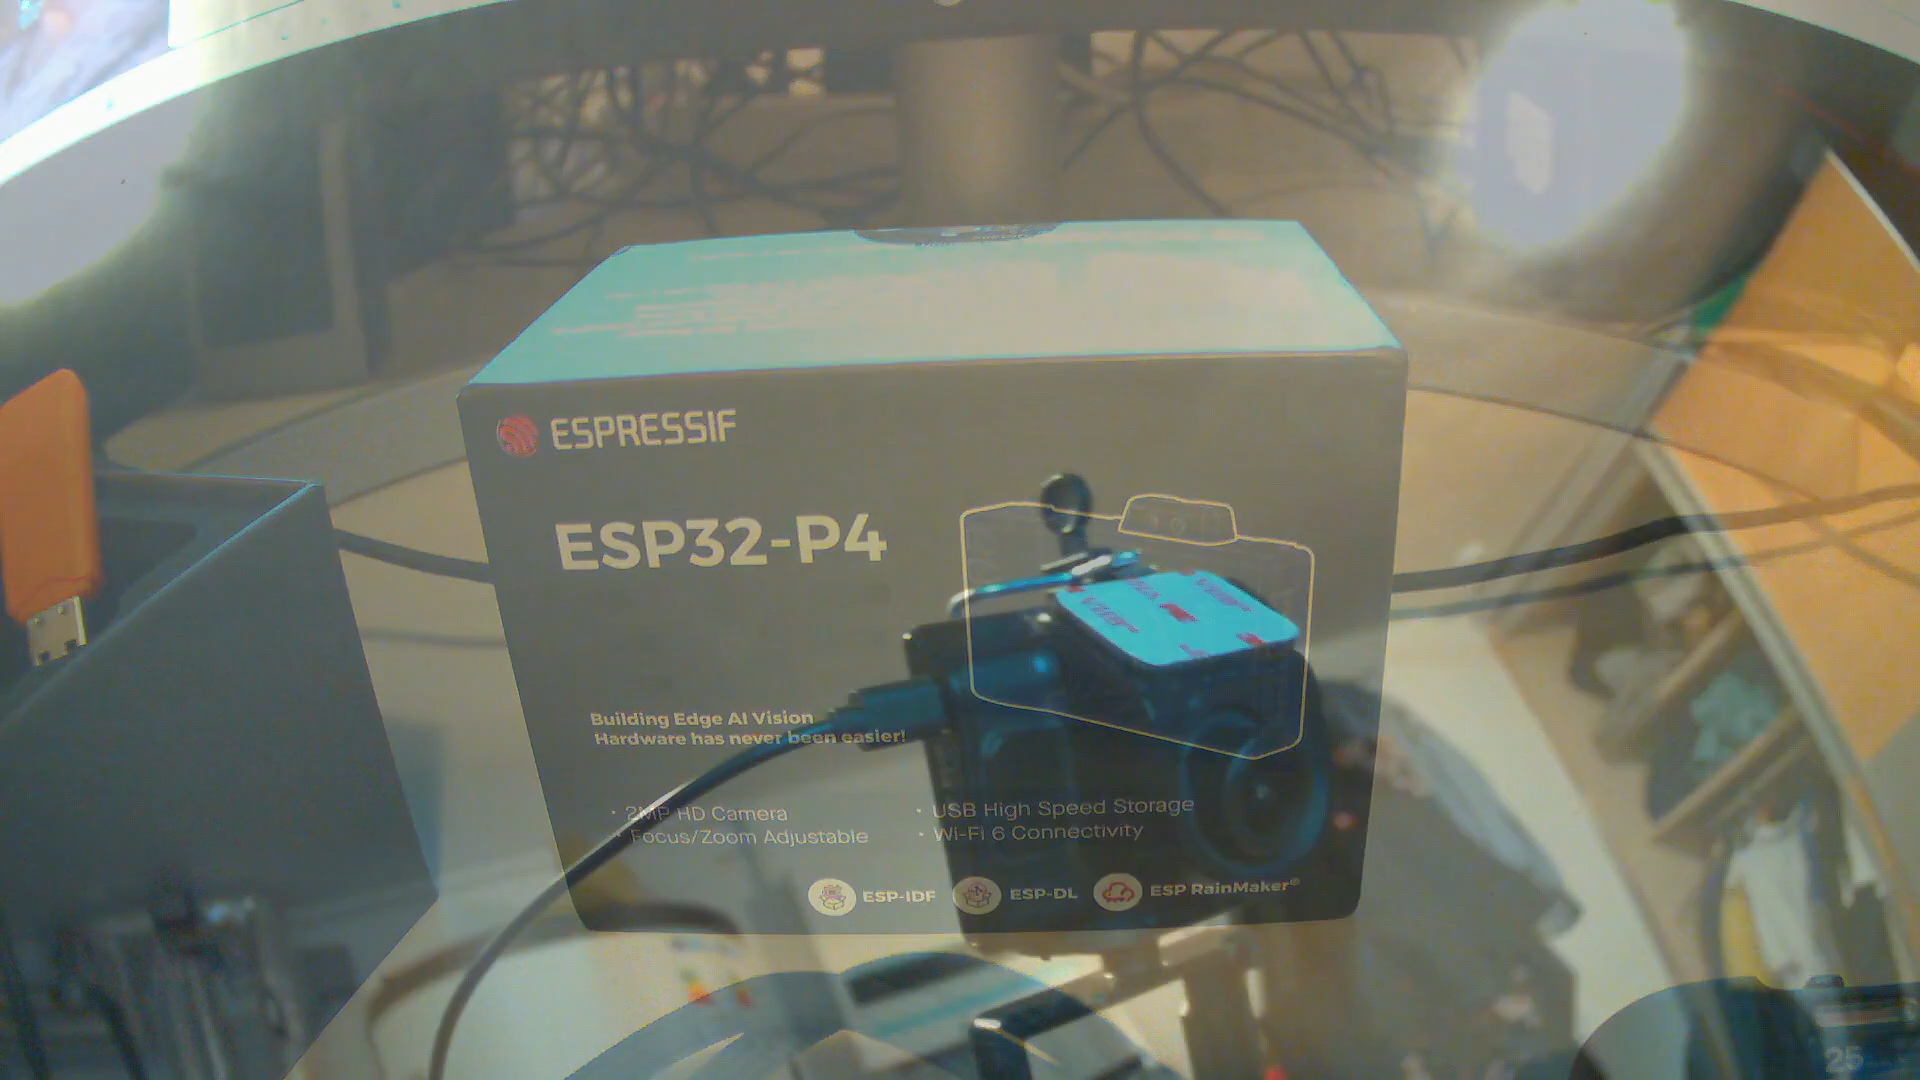 ESPRESSIF
ESP32-P4
Building Edge AI Vision
Hardware has never been easier!
· 2MP HD Camera
· Focus/Zoom Adjustable
· USB High Speed Storage
· Wi-Fi 6 Connectivity
ESP-IDF
ESP-DL
ESP RainMaker®
25